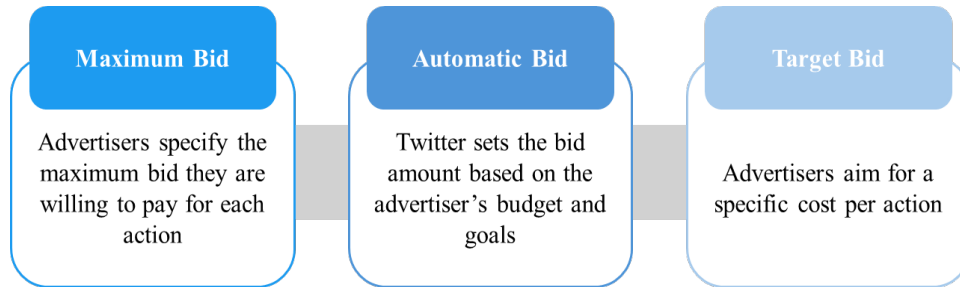 Maximum Bid
Advertisers specify the
maximum bid they are
willing to pay for each
action
Automatic Bid
Twitter sets the bid
amount based on the
advertiser’s budget and
goals
Target Bid
Advertisers aim for a
specific cost per action